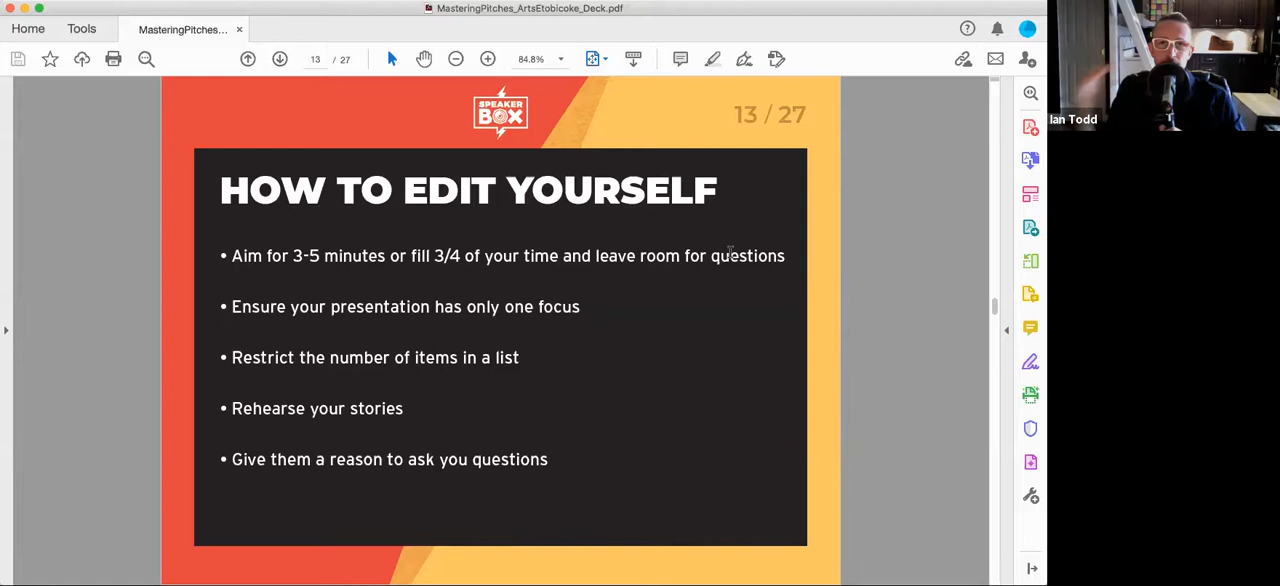 MasteringPitches_ArtsEtobicoke_Deck.pdf
Home Tools MasteringPitches... ×
13 / 27 84.8%
Ian Todd
SPEAKER
BOX
13 / 27
HOW TO EDIT YOURSELF
• Aim for 3-5 minutes or fill 3/4 of your time and leave room for questions
• Ensure your presentation has only one focus
• Restrict the number of items in a list
• Rehearse your stories
• Give them a reason to ask you questions